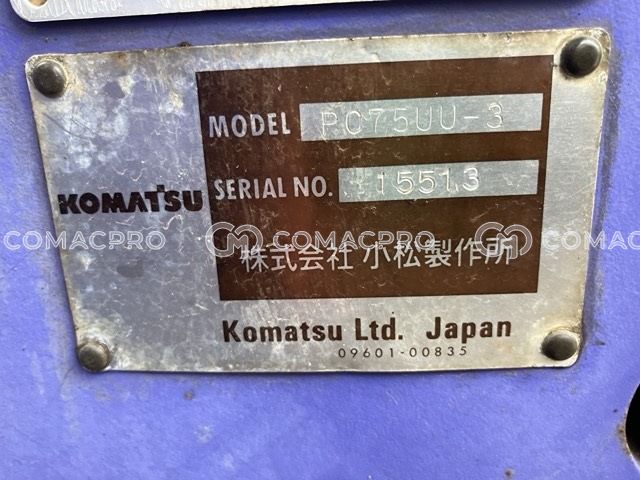 MODEL PC75UU-3
KOMATSU
SERIAL NO. 15513
COMACPRO COMACPRO COMACPRO
株式会社 小松製作所
Komatsu Ltd. Japan
09601-00835